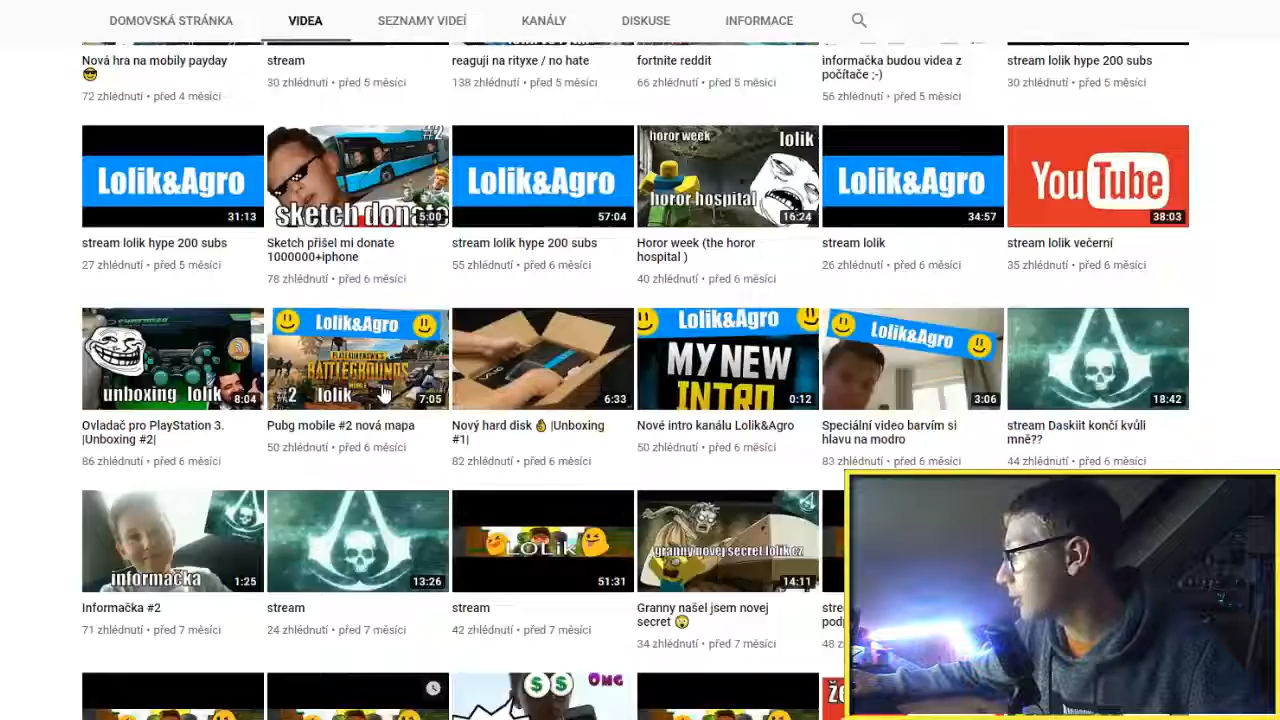 DOMOVSKÁ STRÁNKA VIDEA SEZNAMY VIDEÍ KANÁLY DISKUSE INFORMACE
Nová hra na mobily payday
72 zhlédnutí • před 4 měsíci
stream
30 zhlédnutí • před 5 měsíci
reaguji na rityxe / no hate
138 zhlédnutí • před 5 měsíci
fortnite reddit
66 zhlédnutí • před 5 měsíci
informačka budou videa z
počítače ;-)
56 zhlédnutí • před 5 měsíci
stream lolik hype 200 subs
30 zhlédnutí • před 5 měsíci
Lolik&Agro
31:13
stream lolik hype 200 subs
27 zhlédnutí • před 5 měsíci
#2
sketch donate
5:00
Sketch přišel mi donate
1000000+iphone
78 zhlédnutí • před 6 měsíci
Lolik&Agro
57:04
stream lolik hype 200 subs
55 zhlédnutí • před 6 měsíci
horor week
lolik
horor hospital
16:24
Horor week (the horor
hospital )
40 zhlédnutí • před 6 měsíci
Lolik&Agro
34:57
stream lolik
26 zhlédnutí • před 6 měsíci
YouTube
38:03
stream lolik večerní
35 zhlédnutí • před 6 měsíci
unboxing lolik
8:04
Ovladač pro PlayStation 3.
|Unboxing #2|
86 zhlédnutí • před 6 měsíci
Lolik&Agro
BATTLEGROUNDS
#2 lolik
7:05
Pubg mobile #2 nová mapa
50 zhlédnutí • před 6 měsíci
6:33
Nový hard disk |Unboxing
#1|
82 zhlédnutí • před 6 měsíci
Lolik&Agro
MY NEW
INTRO
0:12
Nové intro kanálu Lolik&Agro
50 zhlédnutí • před 6 měsíci
Lolik&Agro
3:06
Speciální video barvím si
hlavu na modro
83 zhlédnutí • před 6 měsíci
18:42
stream Daskiit končí kvůli
mně??
44 zhlédnutí • před 6 měsíci
informačka
1:25
Informačka #2
71 zhlédnutí • před 7 měsíci
13:26
stream
24 zhlédnutí • před 7 měsíci
LOLiK
51:31
stream
42 zhlédnutí • před 7 měsíci
granny novej secret lolik cz
14:11
Granny našel jsem novej
secret
34 zhlédnutí • před 7 měsíci
OMG